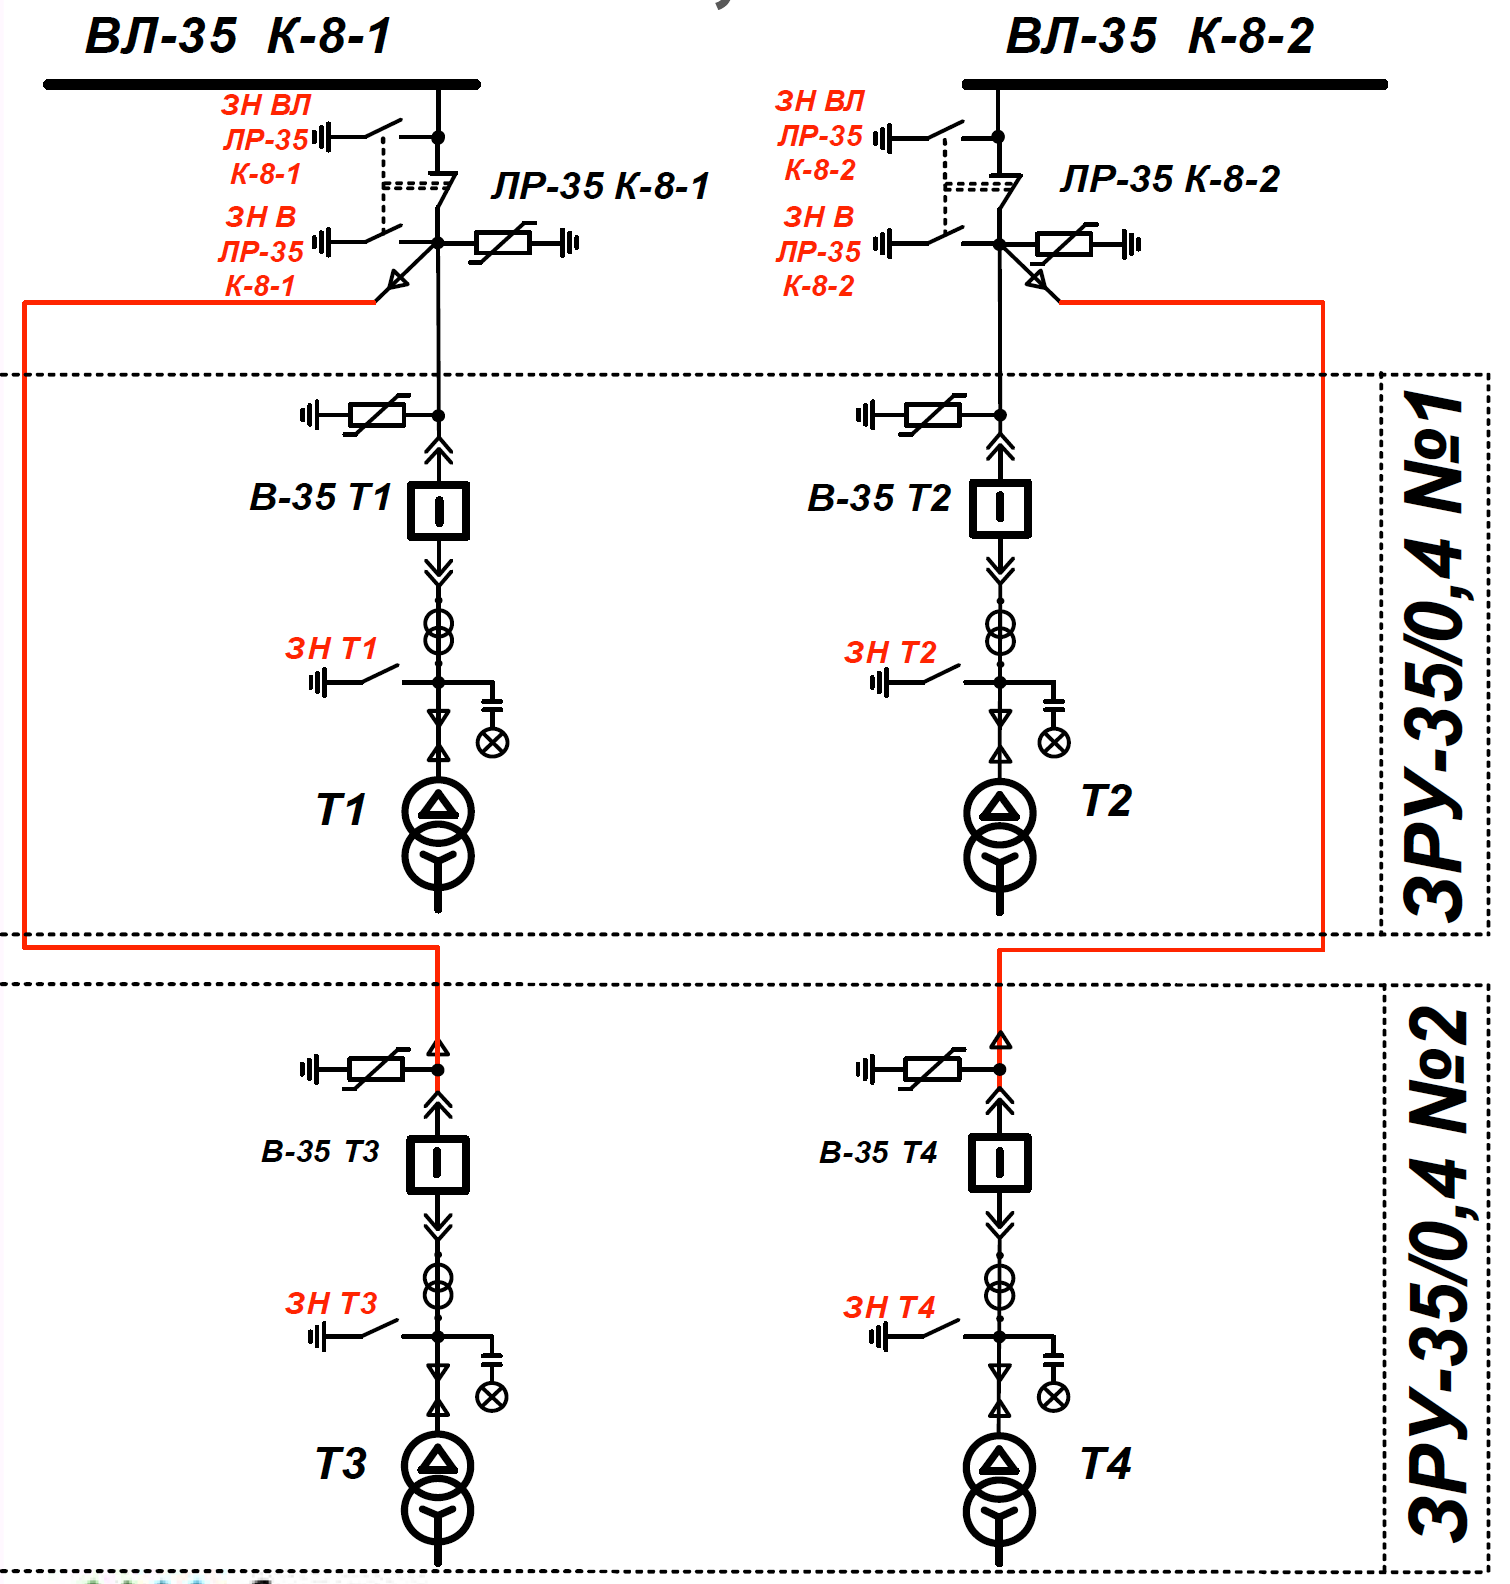 ВЛ-35 К-8-1
ВЛ-35 К-8-2
ЗН ВЛ
ЛР-35
К-8-1
ЛР-35 К-8-1
ЗН В
ЛР-35
К-8-1
ЗН ВЛ
ЛР-35
К-8-2
ЛР-35 К-8-2
ЗН В
ЛР-35
К-8-2
В-35 Т1
В-35 Т2
ЗН Т1
ЗН Т2
Т1
Т2
ЗРУ-35/0,4 №1
В-35 Т3
В-35 Т4
ЗН Т3
ЗН Т4
Т3
Т4
ЗРУ-35/0,4 №2